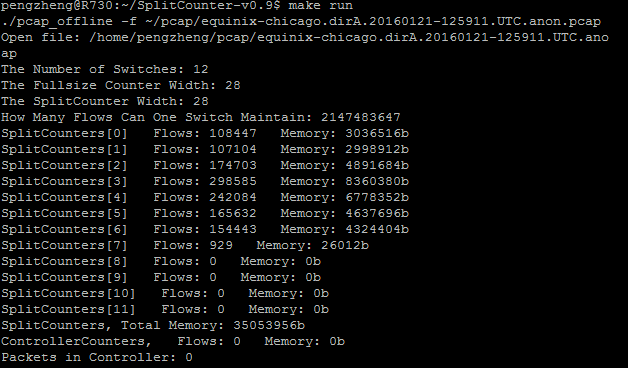 pengzheng@R730:~/SplitCounter-v0.9$ make run
./pcap_offline -f ~/pcap/equinix-chicago.dirA.20160121-125911.UTC.anon.pcap
Open file: /home/pengzheng/pcap/equinix-chicago.dirA.20160121-125911.UTC.ano
ap
The Number of Switches: 12
The Fullsize Counter Width: 28
The SplitCounter Width: 28
How Many Flows Can One Switch Maintain: 2147483647
SplitCounters[0]   Flows: 108447   Memory: 3036516b
SplitCounters[1]   Flows: 107104   Memory: 2998912b
SplitCounters[2]   Flows: 174703   Memory: 4891684b
SplitCounters[3]   Flows: 298585   Memory: 8360380b
SplitCounters[4]   Flows: 242084   Memory: 6778352b
SplitCounters[5]   Flows: 165632   Memory: 4637696b
SplitCounters[6]   Flows: 154443   Memory: 4324404b
SplitCounters[7]   Flows: 929   Memory: 26012b
SplitCounters[8]   Flows: 0   Memory: 0b
SplitCounters[9]   Flows: 0   Memory: 0b
SplitCounters[10]   Flows: 0   Memory: 0b
SplitCounters[11]   Flows: 0   Memory: 0b
SplitCounters, Total Memory: 35053956b
ControllerCounters,   Flows: 0   Memory: 0b
Packets in Controller: 0